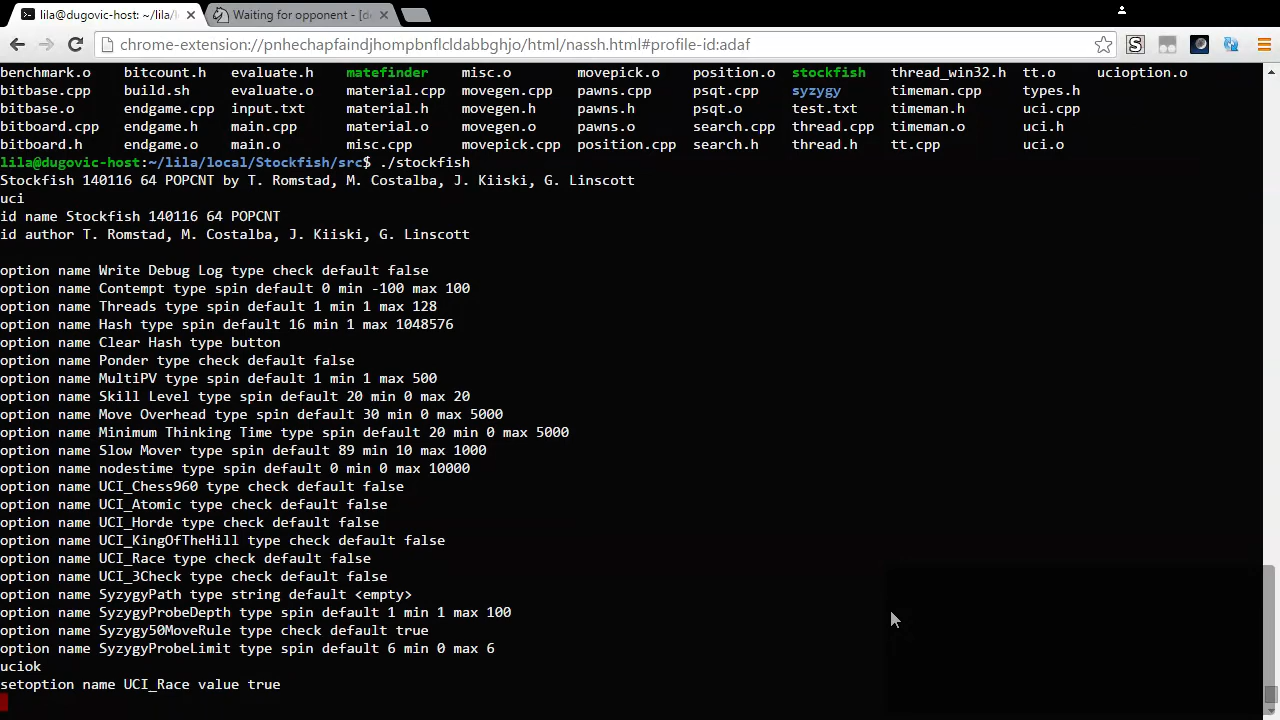 lila@dugovic-host: ~/lila/l
Waiting for opponent - [de
chrome-extension://pnhechapfaindjhompbnflcldabbghjo/html/nassh.html#profile-id:adaf
benchmark.o bitcount.h evaluate.h matefinder misc.o movepick.o position.o stockfish thread_win32.h tt.o ucioption.o
bitbase.cpp build.sh evaluate.o material.cpp movegen.cpp pawns.cpp psqt.cpp syzygy timeman.cpp types.h
bitbase.o endgame.cpp input.txt material.h movegen.h pawns.h psqt.o test.txt timeman.h uci.cpp
bitboard.cpp endgame.h main.cpp material.o movegen.o pawns.o search.cpp thread.cpp timeman.o uci.h
bitboard.h endgame.o main.o misc.cpp movepick.cpp position.cpp search.h thread.h tt.cpp uci.o
lila@dugovic-host:~/lila/local/Stockfish/src$ ./stockfish
Stockfish 140116 64 POPCNT by T. Romstad, M. Costalba, J. Kiiski, G. Linscott
uci
id name Stockfish 140116 64 POPCNT
id author T. Romstad, M. Costalba, J. Kiiski, G. Linscott
option name Write Debug Log type check default false
option name Contempt type spin default 0 min -100 max 100
option name Threads type spin default 1 min 1 max 128
option name Hash type spin default 16 min 1 max 1048576
option name Clear Hash type button
option name Ponder type check default false
option name MultiPV type spin default 1 min 1 max 500
option name Skill Level type spin default 20 min 0 max 20
option name Move Overhead type spin default 30 min 0 max 5000
option name Minimum Thinking Time type spin default 20 min 0 max 5000
option name Slow Mover type spin default 89 min 10 max 1000
option name nodestime type spin default 0 min 0 max 10000
option name UCI_Chess960 type check default false
option name UCI_Atomic type check default false
option name UCI_Horde type check default false
option name UCI_KingOfTheHill type check default false
option name UCI_Race type check default false
option name UCI_3Check type check default false
option name SyzygyPath type string default <empty>
option name SyzygyProbeDepth type spin default 1 min 1 max 100
option name Syzygy50MoveRule type check default true
option name SyzygyProbeLimit type spin default 6 min 0 max 6
uciok
setoption name UCI_Race value true